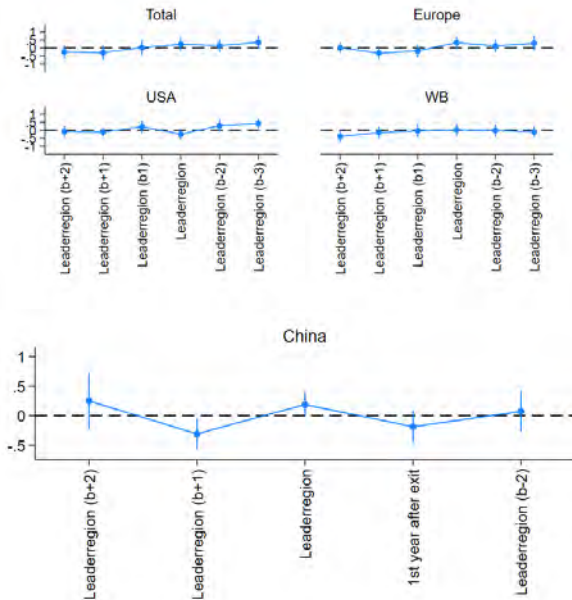 Total
Europe
USA
WB
Leaderregion (b+2)
Leaderregion (b+1)
Leaderregion (b1)
Leaderregion
Leaderregion (b-2)
Leaderregion (b-3)
Leaderregion (b+2)
Leaderregion (b+1)
Leaderregion (b1)
Leaderregion
Leaderregion (b-2)
Leaderregion (b-3)
China
1
.5
0
-.5
Leaderregion (b+2)
Leaderregion (b+1)
Leaderregion
1st year after exit
Leaderregion (b-2)